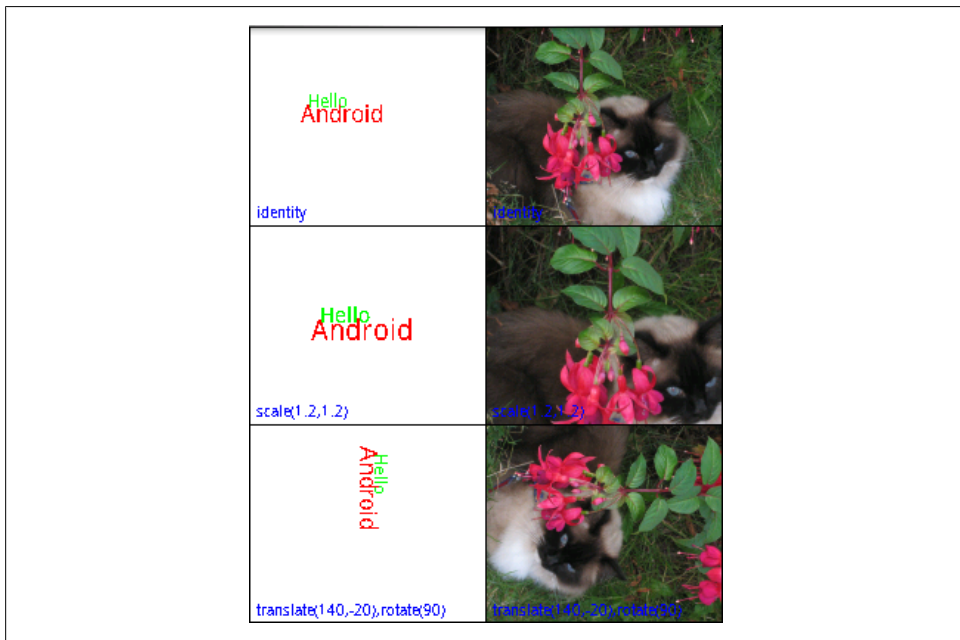 Hello
Android
identity
identity
Hello
Android
scale(1.2,1.2)
scale(1.2,1.2)
Hello
Android
translate(140,-20),rotate(90)
translate(140,-20),rotate(90)